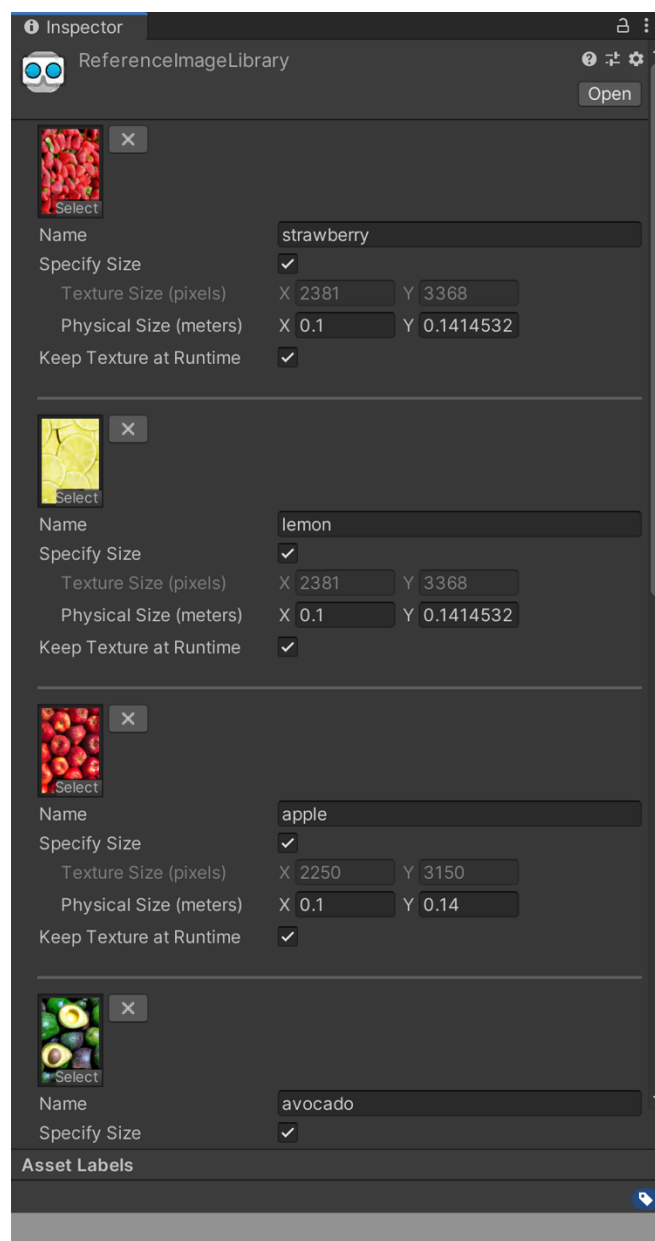 Inspector
ReferenceImageLibrary
Open
Select
Name strawberry
Specify Size
Texture Size (pixels) X 2381 Y 3368
Physical Size (meters) X 0.1 Y 0.1414532
Keep Texture at Runtime
Select
Name lemon
Specify Size
Texture Size (pixels) X 2381 Y 3368
Physical Size (meters) X 0.1 Y 0.1414532
Keep Texture at Runtime
Select
Name apple
Specify Size
Texture Size (pixels) X 2250 Y 3150
Physical Size (meters) X 0.1 Y 0.14
Keep Texture at Runtime
Select
Name avocado
Specify Size
Asset Labels